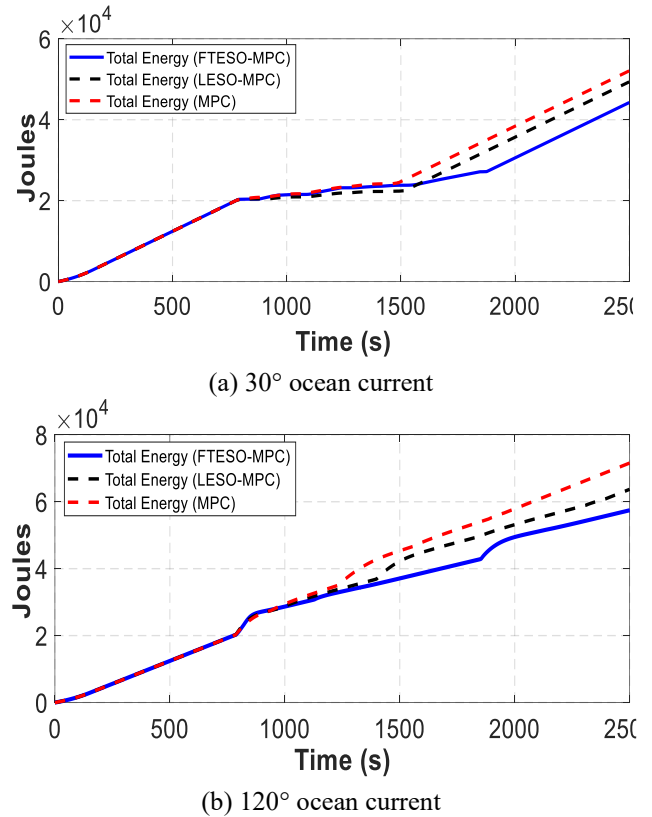 ×10⁴
6
Total Energy (FTESO-MPC)
Total Energy (LESO-MPC)
Total Energy (MPC)
4
Joules
2
0
0 500 1000 1500 2000 250
Time (s)
(a) 30° ocean current
×10⁴
8
Total Energy (FTESO-MPC)
Total Energy (LESO-MPC)
Total Energy (MPC)
6
Joules
4
2
0
0 500 1000 1500 2000 250
Time (s)
(b) 120° ocean current